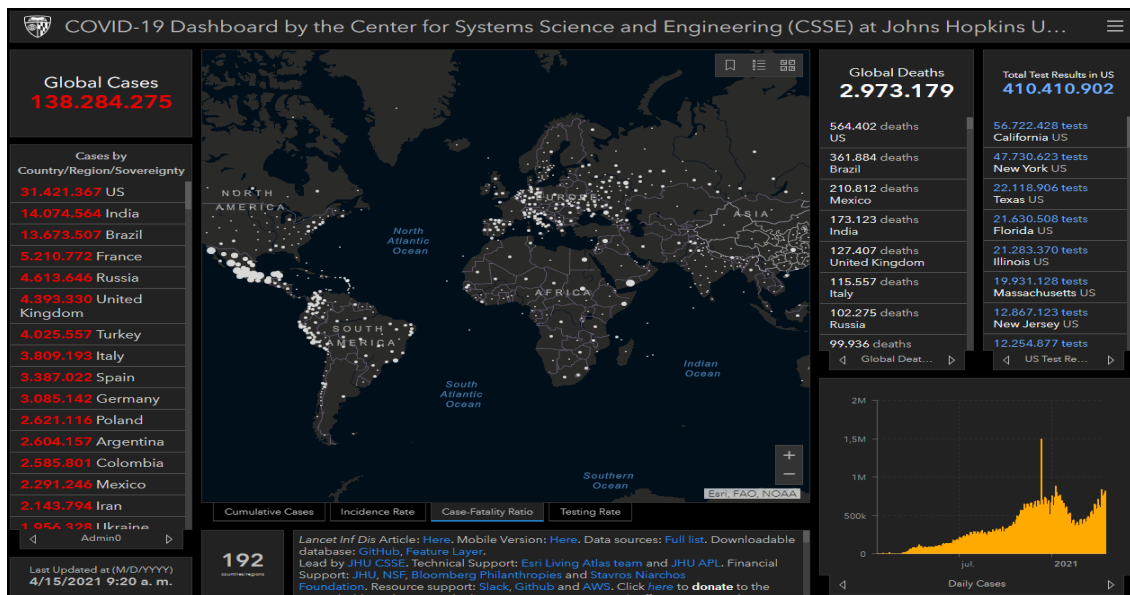 COVID-19 Dashboard by the Center for Systems Science and Engineering (CSSE) at Johns Hopkins U...
Global Cases
138.284.275
Cases by
Country/Region/Sovereignty
31.421.367 US
14.074.564 India
13.673.507 Brazil
5.210.772 France
4.613.646 Russia
4.393.330 United
Kingdom
4.025.557 Turkey
3.809.193 Italy
3.387.022 Spain
3.085.142 Germany
2.621.116 Poland
2.604.157 Argentina
2.585.801 Colombia
2.291.246 Mexico
2.143.794 Iran
1.956.328 Ukraine
Admin0
Last Updated at (M/D/YYYY)
4/15/2021 9:20 a. m.
NORTH
AMERICA
North
Atlantic
Ocean
EUROPE
ASIA
AFRICA
SOUTH
AMERICA
Indian
Ocean
South
Atlantic
Ocean
Southern
Ocean
+
−
Esri, FAO, NOAA
Cumulative Cases
Incidence Rate
Case-Fatality Ratio
Testing Rate
192
countries/regions
Lancet Inf Dis Article: Here. Mobile Version: Here. Data sources: Full list. Downloadable
database: GitHub, Feature Layer.
Lead by JHU CSSE. Technical Support: Esri Living Atlas team and JHU APL. Financial
Support: JHU, NSF, Bloomberg Philanthropies and Stavros Niarchos
Foundation. Resource support: Slack, Github and AWS. Click here to donate to the
Global Deaths
2.973.179
564.402 deaths
US
361.884 deaths
Brazil
210.812 deaths
Mexico
173.123 deaths
India
127.407 deaths
United Kingdom
115.557 deaths
Italy
102.275 deaths
Russia
99.936 deaths
Global Deat...
Total Test Results in US
410.410.902
56.722.428 tests
California US
47.730.623 tests
New York US
22.118.906 tests
Texas US
21.630.508 tests
Florida US
21.283.370 tests
Illinois US
19.931.128 tests
Massachusetts US
12.867.123 tests
New Jersey US
12.254.877 tests
US Test Re...
2M
1,5M
1M
500k
0
jul.
2021
Daily Cases